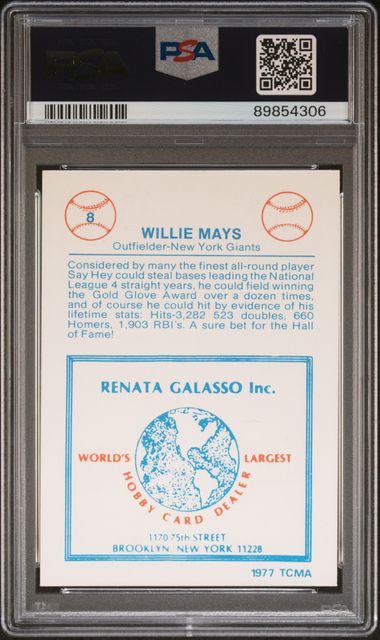 PSA
PSA
89854306
8
WILLIE MAYS
Outfielder-New York Giants
Considered by many the finest all-round player
Say Hey could steal bases leading the National
League 4 straight years, he could field winning
the Gold Glove Award over a dozen times,
and of course he could hit by evidence of his
lifetime stats: Hits-3,282 523 doubles, 660
Homers, 1,903 RBI's. A sure bet for the Hall
of Fame!
RENATA GALASSO Inc.
WORLD'S LARGEST
HOBBY CARD DEALER
1170 75th STREET
BROOKLYN, NEW YORK 11228
1977 TCMA
PSA